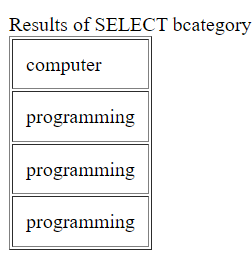 Results of SELECT bcategory
computer
programming
programming
programming